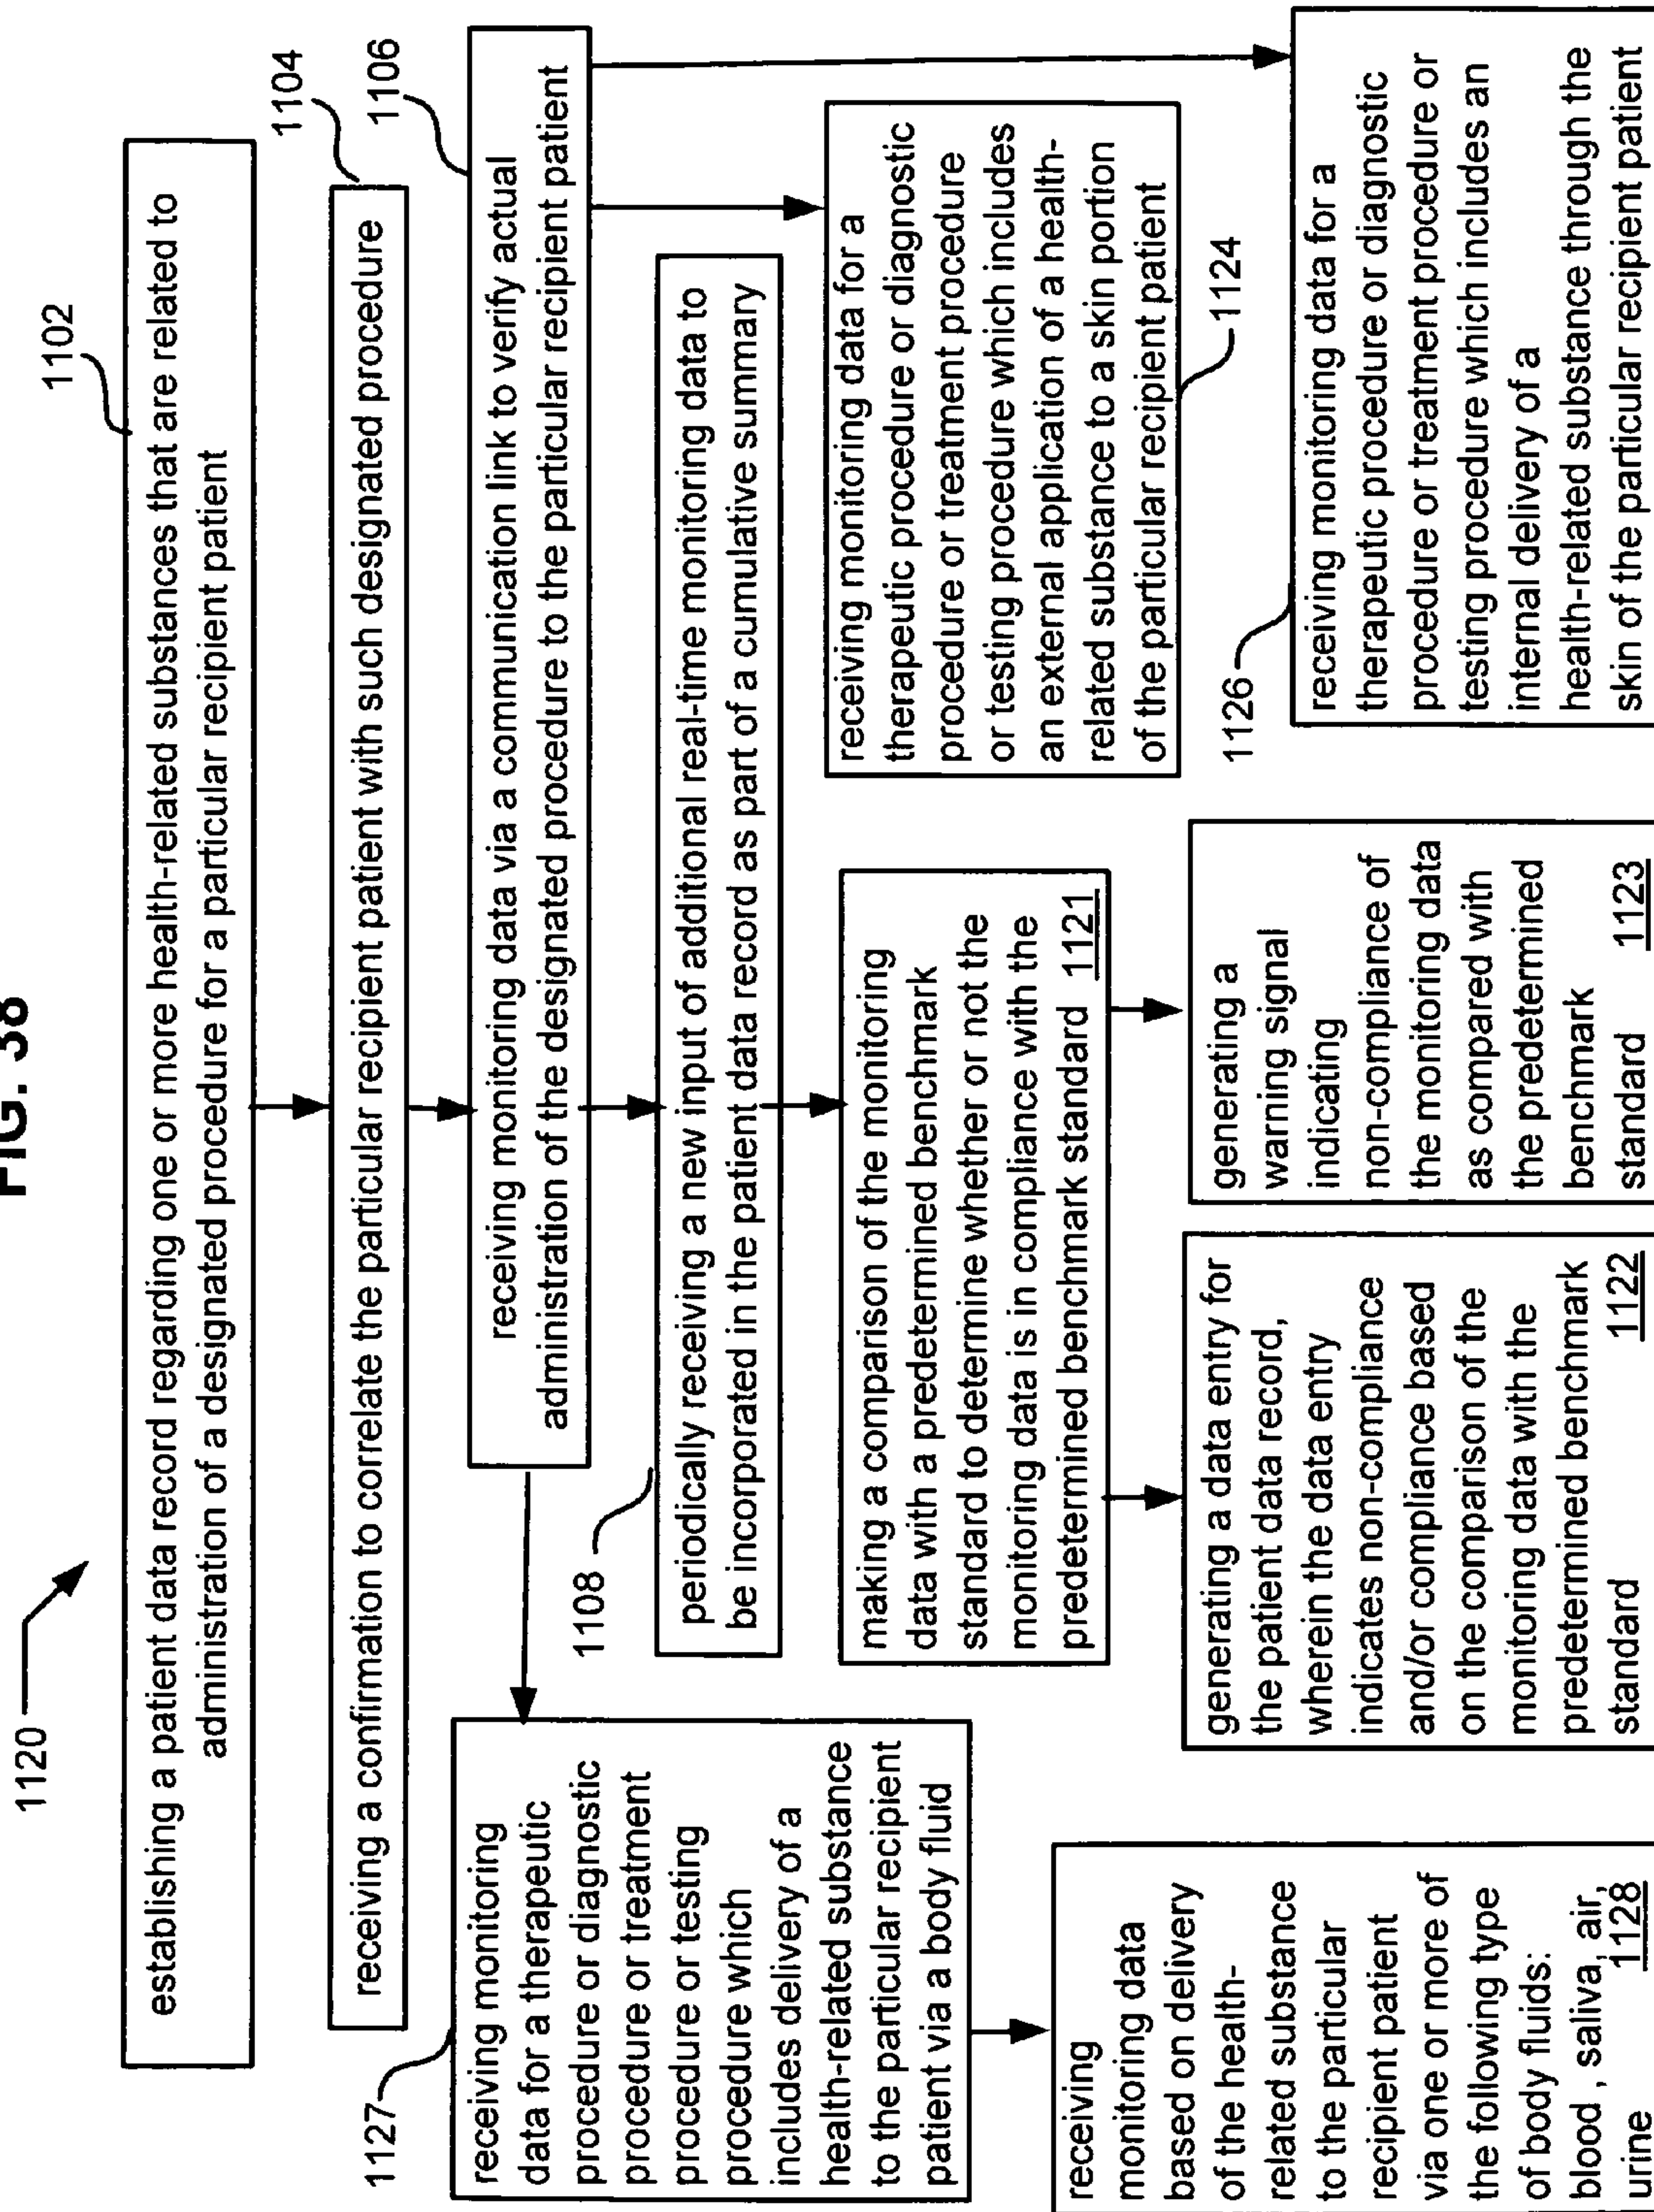 FIG. 38
1120
1102
establishing a patient data record regarding one or more health-related substances that are related to
administration of a designated procedure for a particular recipient patient
1104
receiving a confirmation to correlate the particular recipient patient with such designated procedure
1106
receiving monitoring data via a communication link to verify actual
administration of the designated procedure to the particular recipient patient
1108
periodically receiving a new input of additional real-time monitoring data to
be incorporated in the patient data record as part of a cumulative summary
1127
receiving monitoring
data for a therapeutic
procedure or diagnostic
procedure or treatment
procedure or testing
procedure which
includes delivery of a
health-related substance
to the particular recipient
patient via a body fluid
receiving
monitoring data
based on delivery
of the health-
related substance
to the particular
recipient patient
via one or more of
the following type
of body fluids:
blood , saliva, air,
urine 1128
making a comparison of the monitoring
data with a predetermined benchmark
standard to determine whether or not the
monitoring data is in compliance with the
predetermined benchmark standard 1121
generating a data entry for
the patient data record,
wherein the data entry
indicates non-compliance
and/or compliance based
on the comparison of the
monitoring data with the
predetermined benchmark
standard 1122
generating a
warning signal
indicating
non-compliance of
the monitoring data
as compared with
the predetermined
benchmark
standard 1123
receiving monitoring data for a
therapeutic procedure or diagnostic
procedure or treatment procedure
or testing procedure which includes
an external application of a health-
related substance to a skin portion
of the particular recipient patient
1124
1126
receiving monitoring data for a
therapeutic procedure or diagnostic
procedure or treatment procedure or
testing procedure which includes an
internal delivery of a
health-related substance through the
skin of the particular recipient patient